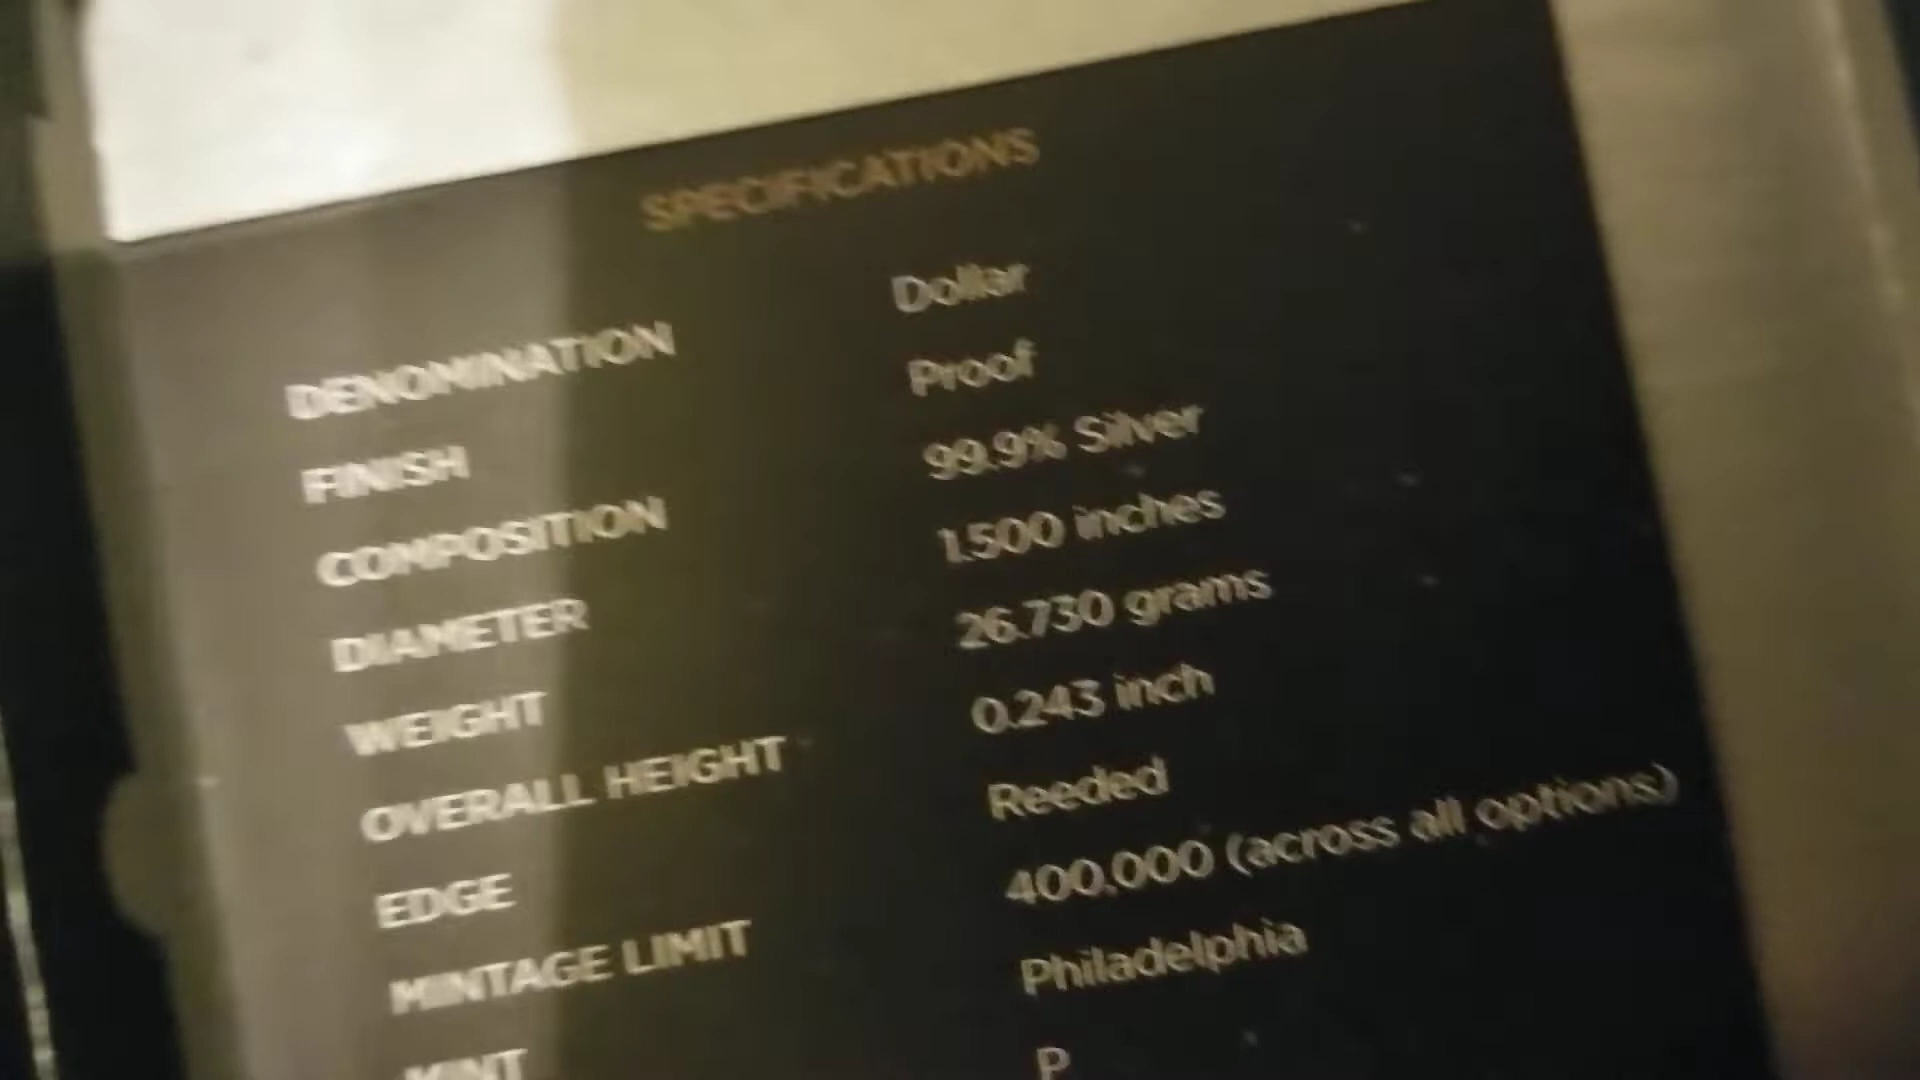 SPECIFICATIONS
DENOMINATION Dollar
FINISH Proof
COMPOSITION 99.9% Silver
DIAMETER 1.500 inches
WEIGHT 26.730 grams
OVERALL HEIGHT 0.243 inch
EDGE Reeded
MINTAGE LIMIT 400,000 (across all options)
MINT Philadelphia
P